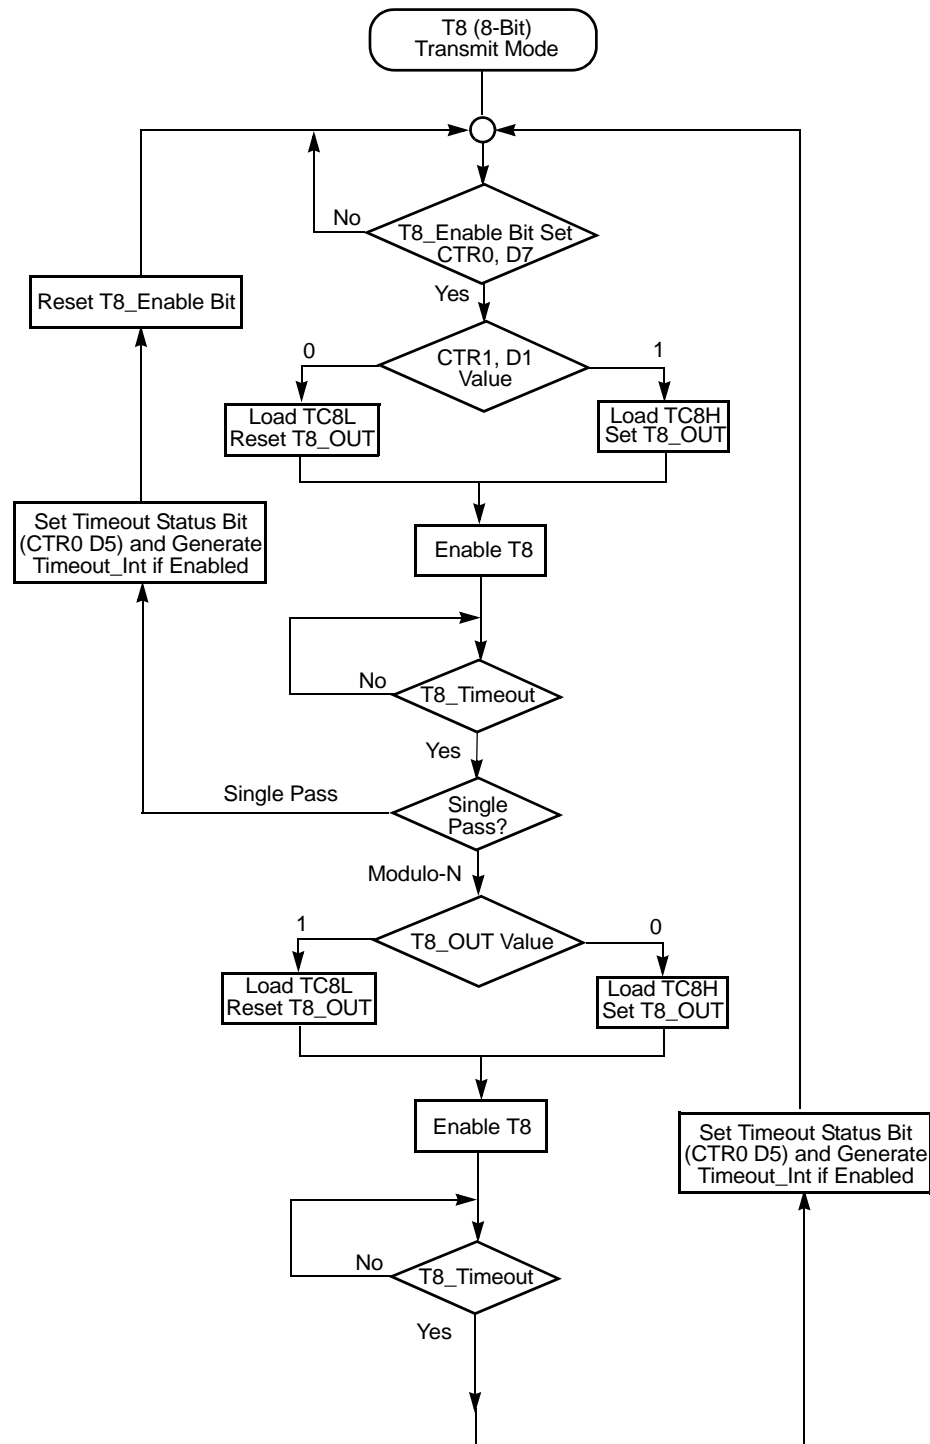 T8 (8-Bit)
Transmit Mode
No
T8_Enable Bit Set
CTR0, D7
Yes
Reset T8_Enable Bit
0
CTR1, D1
Value
1
Load TC8L
Reset T8_OUT
Load TC8H
Set T8_OUT
Set Timeout Status Bit
(CTR0 D5) and Generate
Timeout_Int if Enabled
Enable T8
No
T8_Timeout
Yes
Single Pass
Single
Pass?
Modulo-N
1
T8_OUT Value
0
Load TC8L
Reset T8_OUT
Load TC8H
Set T8_OUT
Enable T8
Set Timeout Status Bit
(CTR0 D5) and Generate
Timeout_Int if Enabled
No
T8_Timeout
Yes